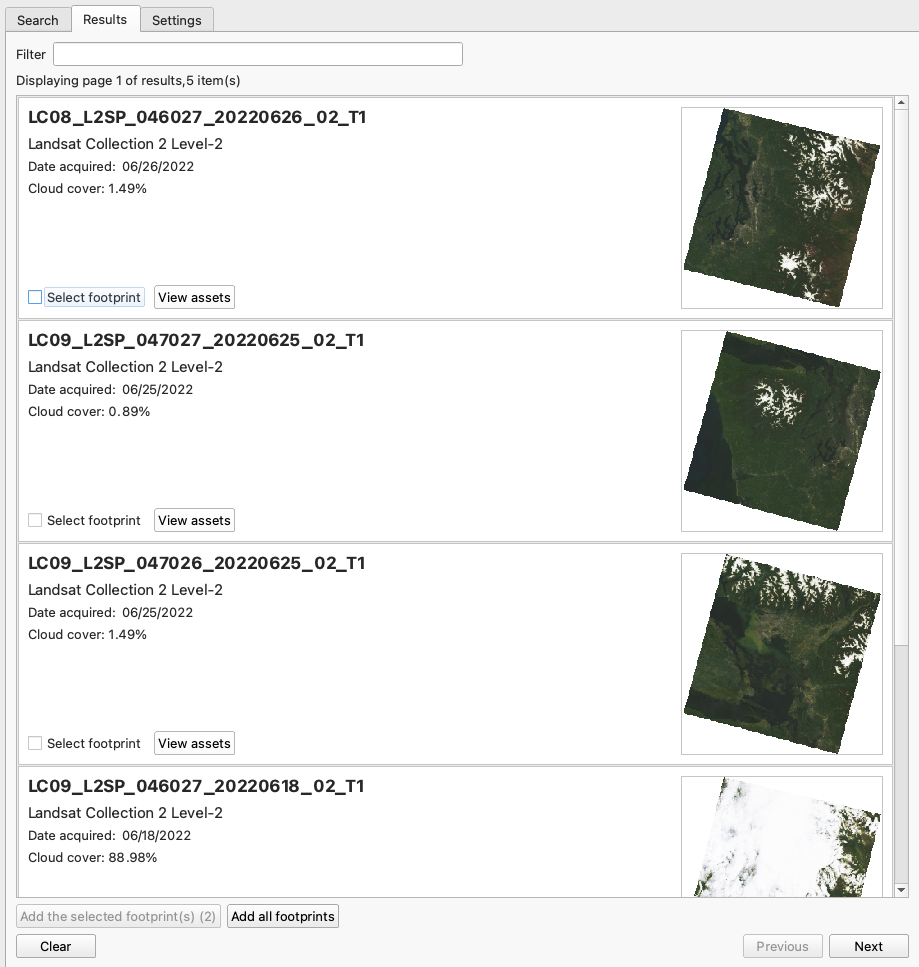 Search Results Settings
Filter
Displaying page 1 of results,5 item(s)
LC08_L2SP_046027_20220626_02_T1
Landsat Collection 2 Level-2
Date acquired: 06/26/2022
Cloud cover: 1.49%
Select footprint View assets
LC09_L2SP_047027_20220625_02_T1
Landsat Collection 2 Level-2
Date acquired: 06/25/2022
Cloud cover: 0.89%
Select footprint View assets
LC09_L2SP_047026_20220625_02_T1
Landsat Collection 2 Level-2
Date acquired: 06/25/2022
Cloud cover: 1.49%
Select footprint View assets
LC09_L2SP_046027_20220618_02_T1
Landsat Collection 2 Level-2
Date acquired: 06/18/2022
Cloud cover: 88.98%
Add the selected footprint(s) (2) Add all footprints
Clear Previous Next